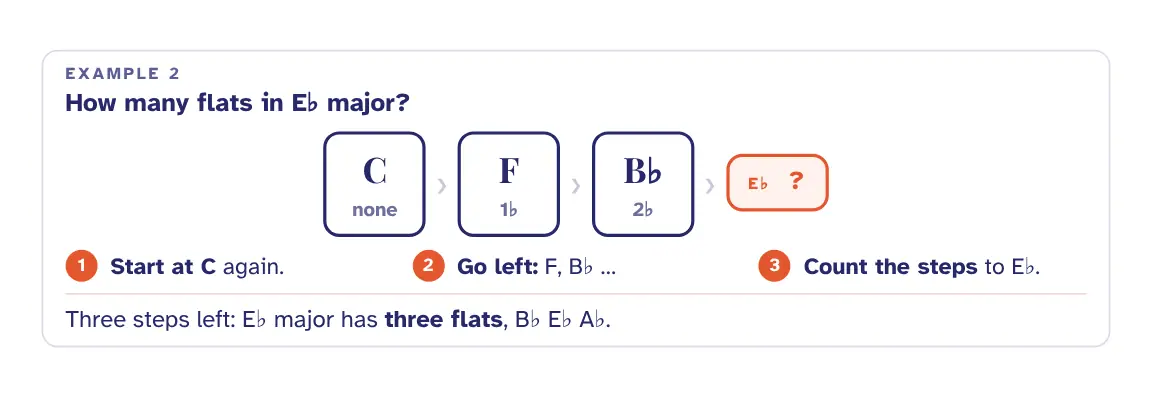 EXAMPLE 2
How many flats in E♭ major?
C
none
›
F
1♭
›
B♭
2♭
›
E♭ ?
1 Start at C again.
2 Go left: F, B♭ ...
3 Count the steps to E♭.
Three steps left: E♭ major has three flats, B♭ E♭ A♭.